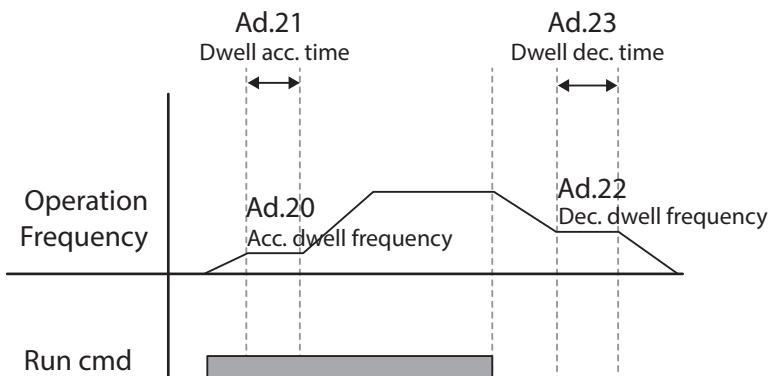 Ad.21
Dwell acc. time
Ad.23
Dwell dec. time
Operation
Frequency
Ad.20
Acc. dwell frequency
Ad.22
Dec. dwell frequency
Run cmd